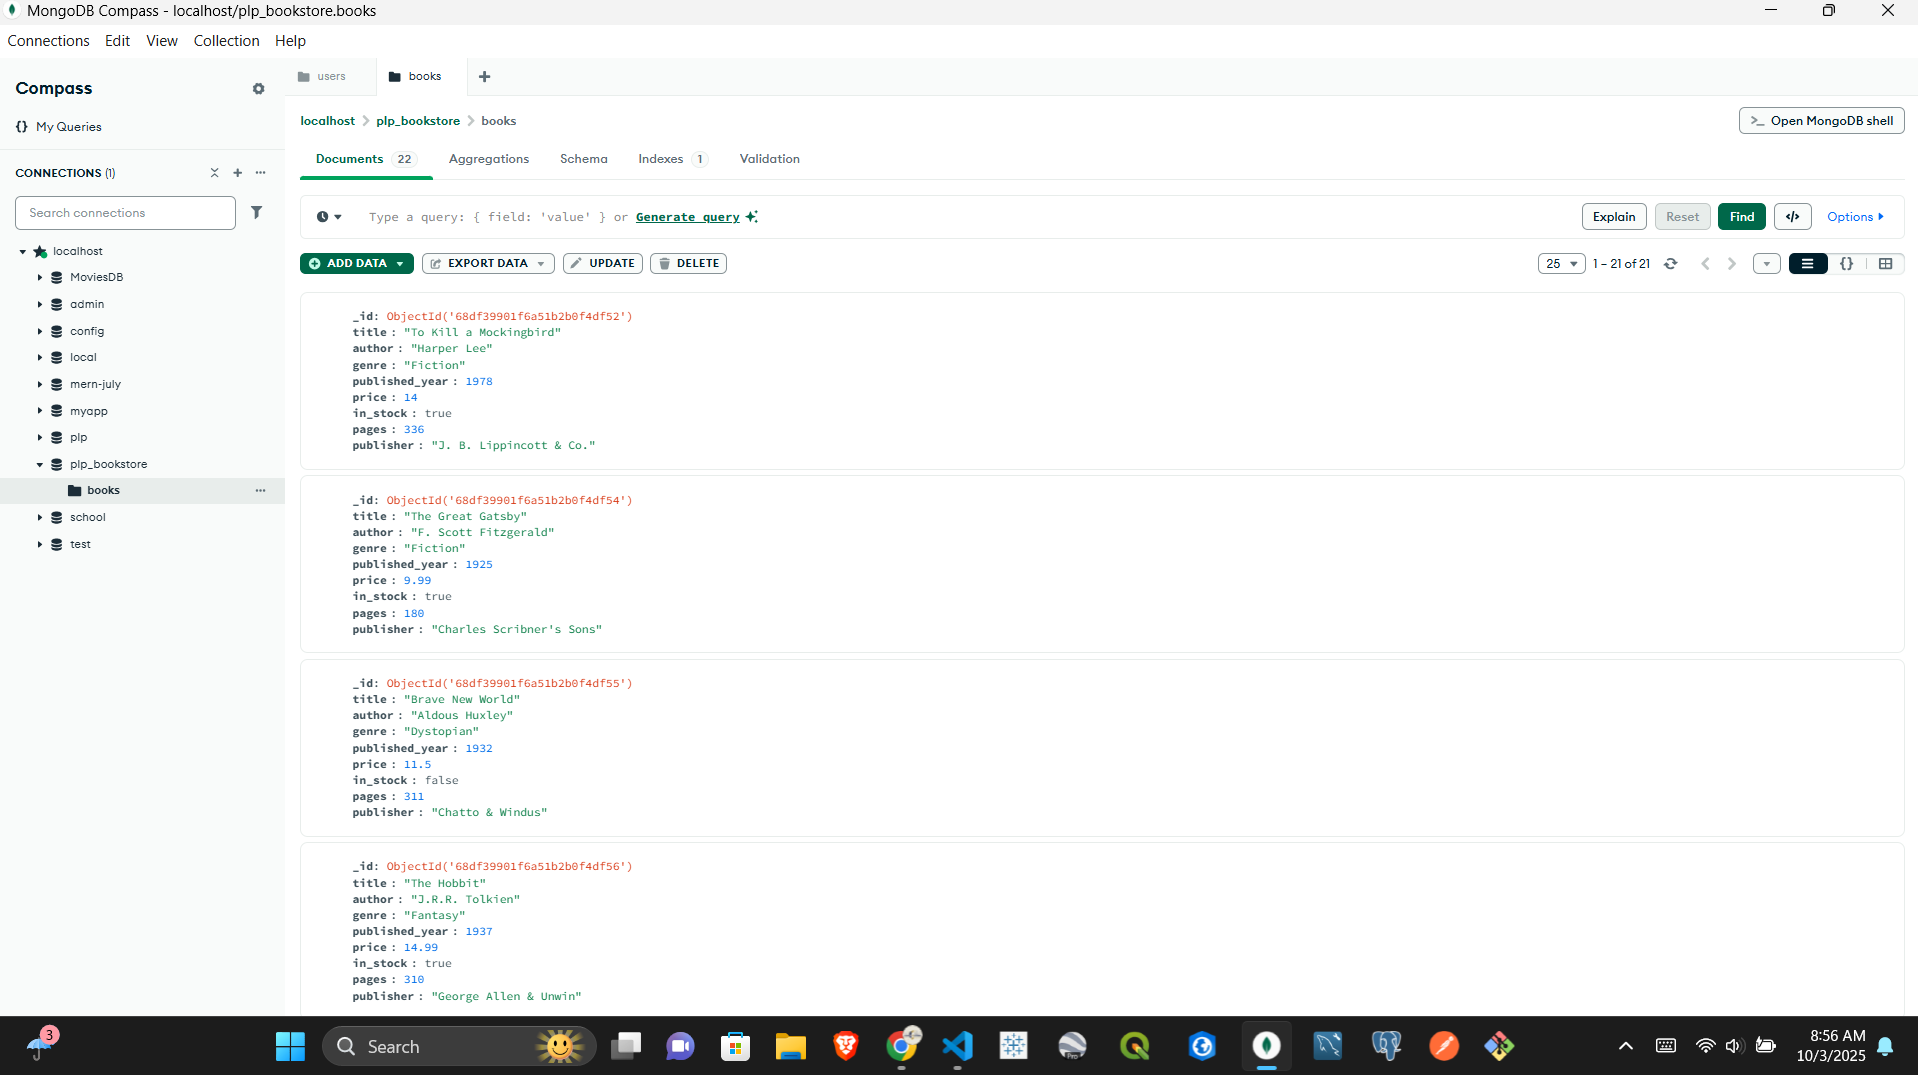 MongoDB Compass - localhost/plp_bookstore.books
Connections Edit View Collection Help
Compass
{} My Queries
CONNECTIONS (1)
Search connections
localhost
MoviesDB
admin
config
local
mern-july
myapp
plp
plp_bookstore
books
school
test
users
books
localhost > plp_bookstore > books
>_ Open MongoDB shell
Documents 22 Aggregations Schema Indexes 1 Validation
Type a query: { field: 'value' } or Generate query
Explain Reset Find </> Options
ADD DATA EXPORT DATA UPDATE DELETE
25 1 – 21 of 21 {}
_id: ObjectId('68df39901f6a51b2b0f4df52')
title : "To Kill a Mockingbird"
author : "Harper Lee"
genre : "Fiction"
published_year : 1978
price : 14
in_stock : true
pages : 336
publisher : "J. B. Lippincott & Co."
_id: ObjectId('68df39901f6a51b2b0f4df54')
title : "The Great Gatsby"
author : "F. Scott Fitzgerald"
genre : "Fiction"
published_year : 1925
price : 9.99
in_stock : true
pages : 180
publisher : "Charles Scribner's Sons"
_id: ObjectId('68df39901f6a51b2b0f4df55')
title : "Brave New World"
author : "Aldous Huxley"
genre : "Dystopian"
published_year : 1932
price : 11.5
in_stock : false
pages : 311
publisher : "Chatto & Windus"
_id: ObjectId('68df39901f6a51b2b0f4df56')
title : "The Hobbit"
author : "J.R.R. Tolkien"
genre : "Fantasy"
published_year : 1937
price : 14.99
in_stock : true
pages : 310
publisher : "George Allen & Unwin"
3
Search
Pro
8:56 AM
10/3/2025